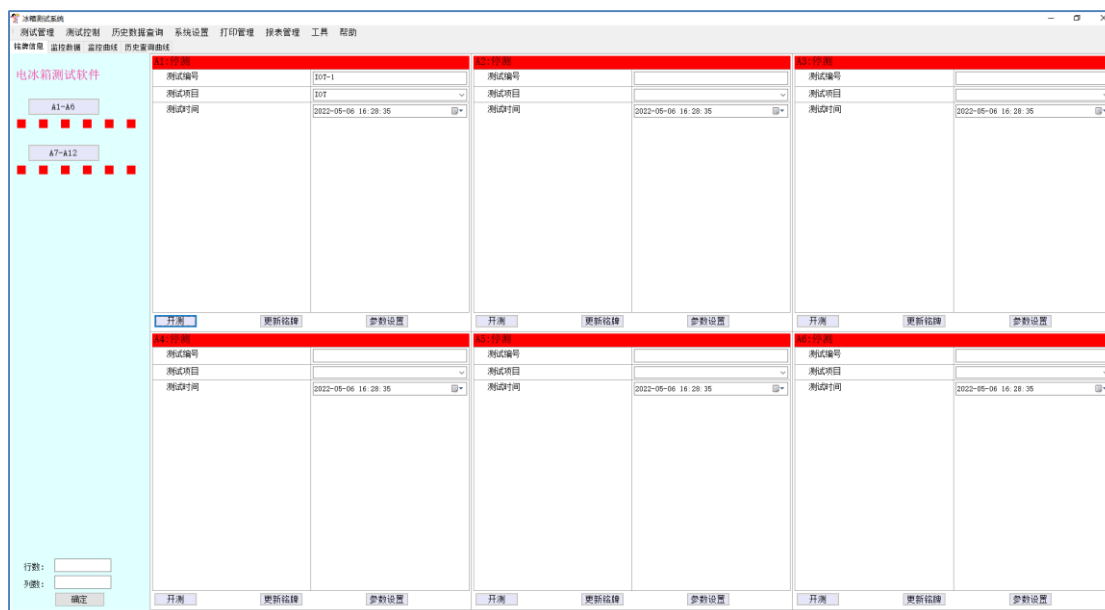 冰箱测试系统
测试管理 测试控制 历史数据查询 系统设置 打印管理 报表管理 工具 帮助
铭牌信息 监控数据 监控曲线 历史查询曲线
电冰箱测试软件
A1-A6
A7-A12
行数:
列数:
确定
A1:停测
测试编号 IOT-1
测试项目 IOT
测试时间 2022-05-06 16:28:35
开测 更新铭牌 参数设置
A2:停测
测试编号
测试项目
测试时间 2022-05-06 16:28:35
开测 更新铭牌 参数设置
A3:停测
测试编号
测试项目
测试时间 2022-05-06 16:28:35
开测 更新铭牌 参数设置
A4:停测
测试编号
测试项目
测试时间 2022-05-06 16:28:35
开测 更新铭牌 参数设置
A5:停测
测试编号
测试项目
测试时间 2022-05-06 16:28:35
开测 更新铭牌 参数设置
A6:停测
测试编号
测试项目
测试时间 2022-05-06 16:28:35
开测 更新铭牌 参数设置